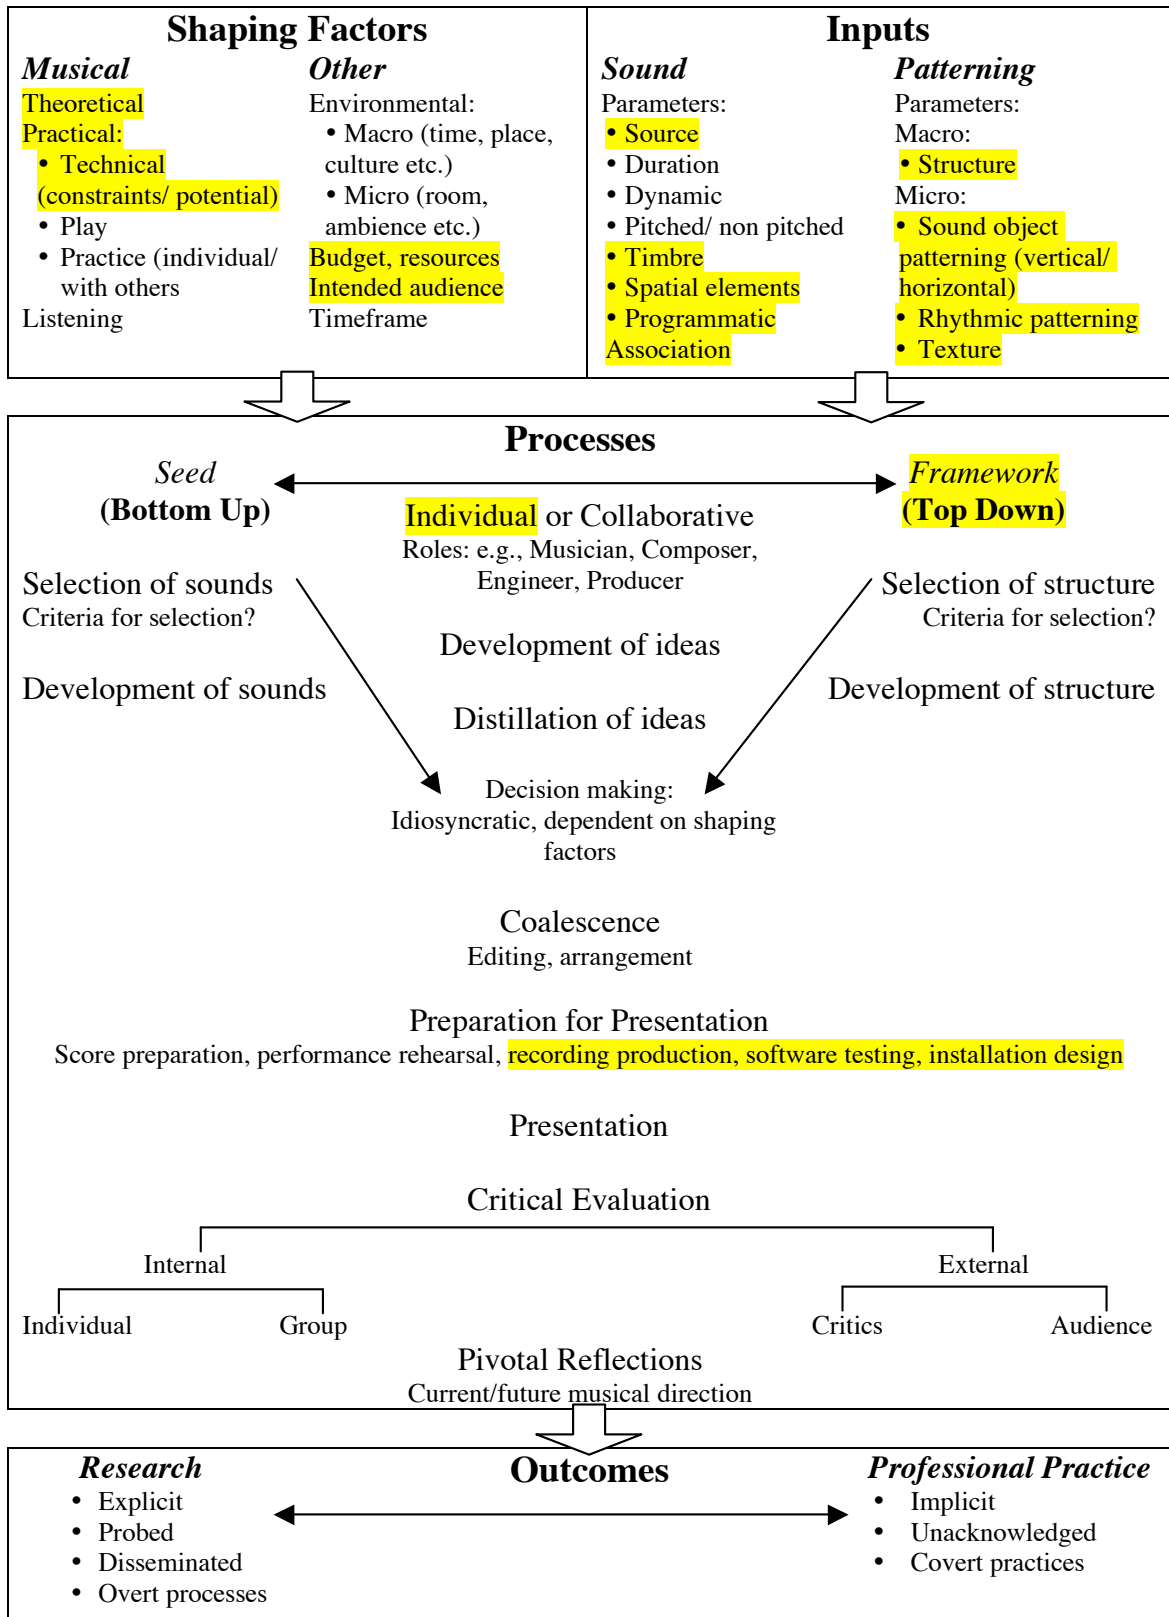 Shaping Factors
Musical
Theoretical
Practical:
• Technical
(constraints/ potential)
• Play
• Practice (individual/
with others
Listening
Other
Environmental:
• Macro (time, place,
culture etc.)
• Micro (room,
ambience etc.)
Budget, resources
Intended audience
Timeframe
Inputs
Sound
Parameters:
• Source
• Duration
• Dynamic
• Pitched/ non pitched
• Timbre
• Spatial elements
• Programmatic
Association
Patterning
Parameters:
Macro:
• Structure
Micro:
• Sound object
patterning (vertical/
horizontal)
• Rhythmic patterning
• Texture
Processes
Seed
(Bottom Up)
Framework
(Top Down)
Individual or Collaborative
Roles: e.g., Musician, Composer,
Engineer, Producer
Selection of sounds
Criteria for selection?
Selection of structure
Criteria for selection?
Development of ideas
Development of sounds
Development of structure
Distillation of ideas
Decision making:
Idiosyncratic, dependent on shaping
factors
Coalescence
Editing, arrangement
Preparation for Presentation
Score preparation, performance rehearsal, recording production, software testing, installation design
Presentation
Critical Evaluation
Internal
External
Individual
Group
Critics
Audience
Pivotal Reflections
Current/future musical direction
Outcomes
Research
• Explicit
• Probed
• Disseminated
• Overt processes
Professional Practice
• Implicit
• Unacknowledged
• Covert practices